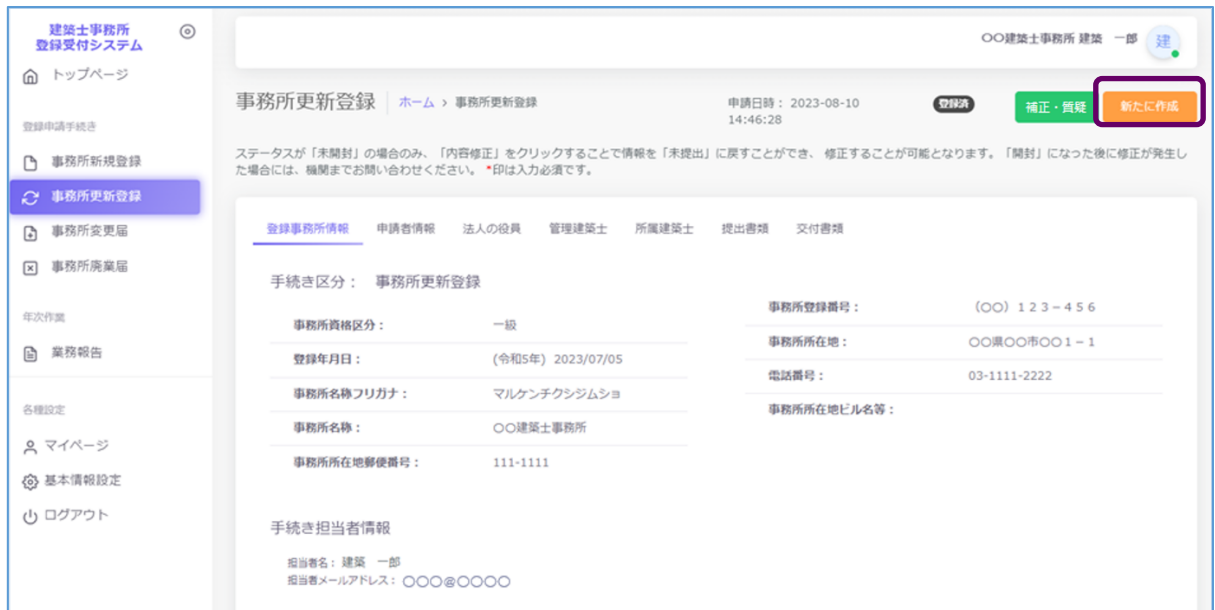 建築士事務所
登録受付システム
トップページ
登録申請手続き
事務所新規登録
事務所更新登録
事務所変更届
事務所廃業届
年次作業
業務報告
各種設定
マイページ
基本情報設定
ログアウト
〇〇建築士事務所 建築 一郎
建
事務所更新登録
ホーム › 事務所更新登録
申請日時： 2023-08-10
14:46:28
登録済
補正・質疑
新たに作成
ステータスが「未開封」の場合のみ、「内容修正」をクリックすることで情報を「未提出」に戻すことができ、 修正することが可能となります。「開封」になった後に修正が発生し
た場合には、機関までお問い合わせください。 *印は入力必須です。
登録事務所情報 申請者情報 法人の役員 管理建築士 所属建築士 提出書類 交付書類
手続き区分： 事務所更新登録
事務所資格区分： 一級
登録年月日： (令和5年) 2023/07/05
事務所名称フリガナ： マルケンチクシジムショ
事務所名称： 〇〇建築士事務所
事務所所在地郵便番号： 111-1111
事務所登録番号： （〇〇）１２３−４５６
事務所所在地： 〇〇県〇〇市〇〇１−１
電話番号： 03-1111-2222
事務所所在地ビル名等：
手続き担当者情報
担当者名： 建築 一郎
担当者メールアドレス： 〇〇〇@〇〇〇〇